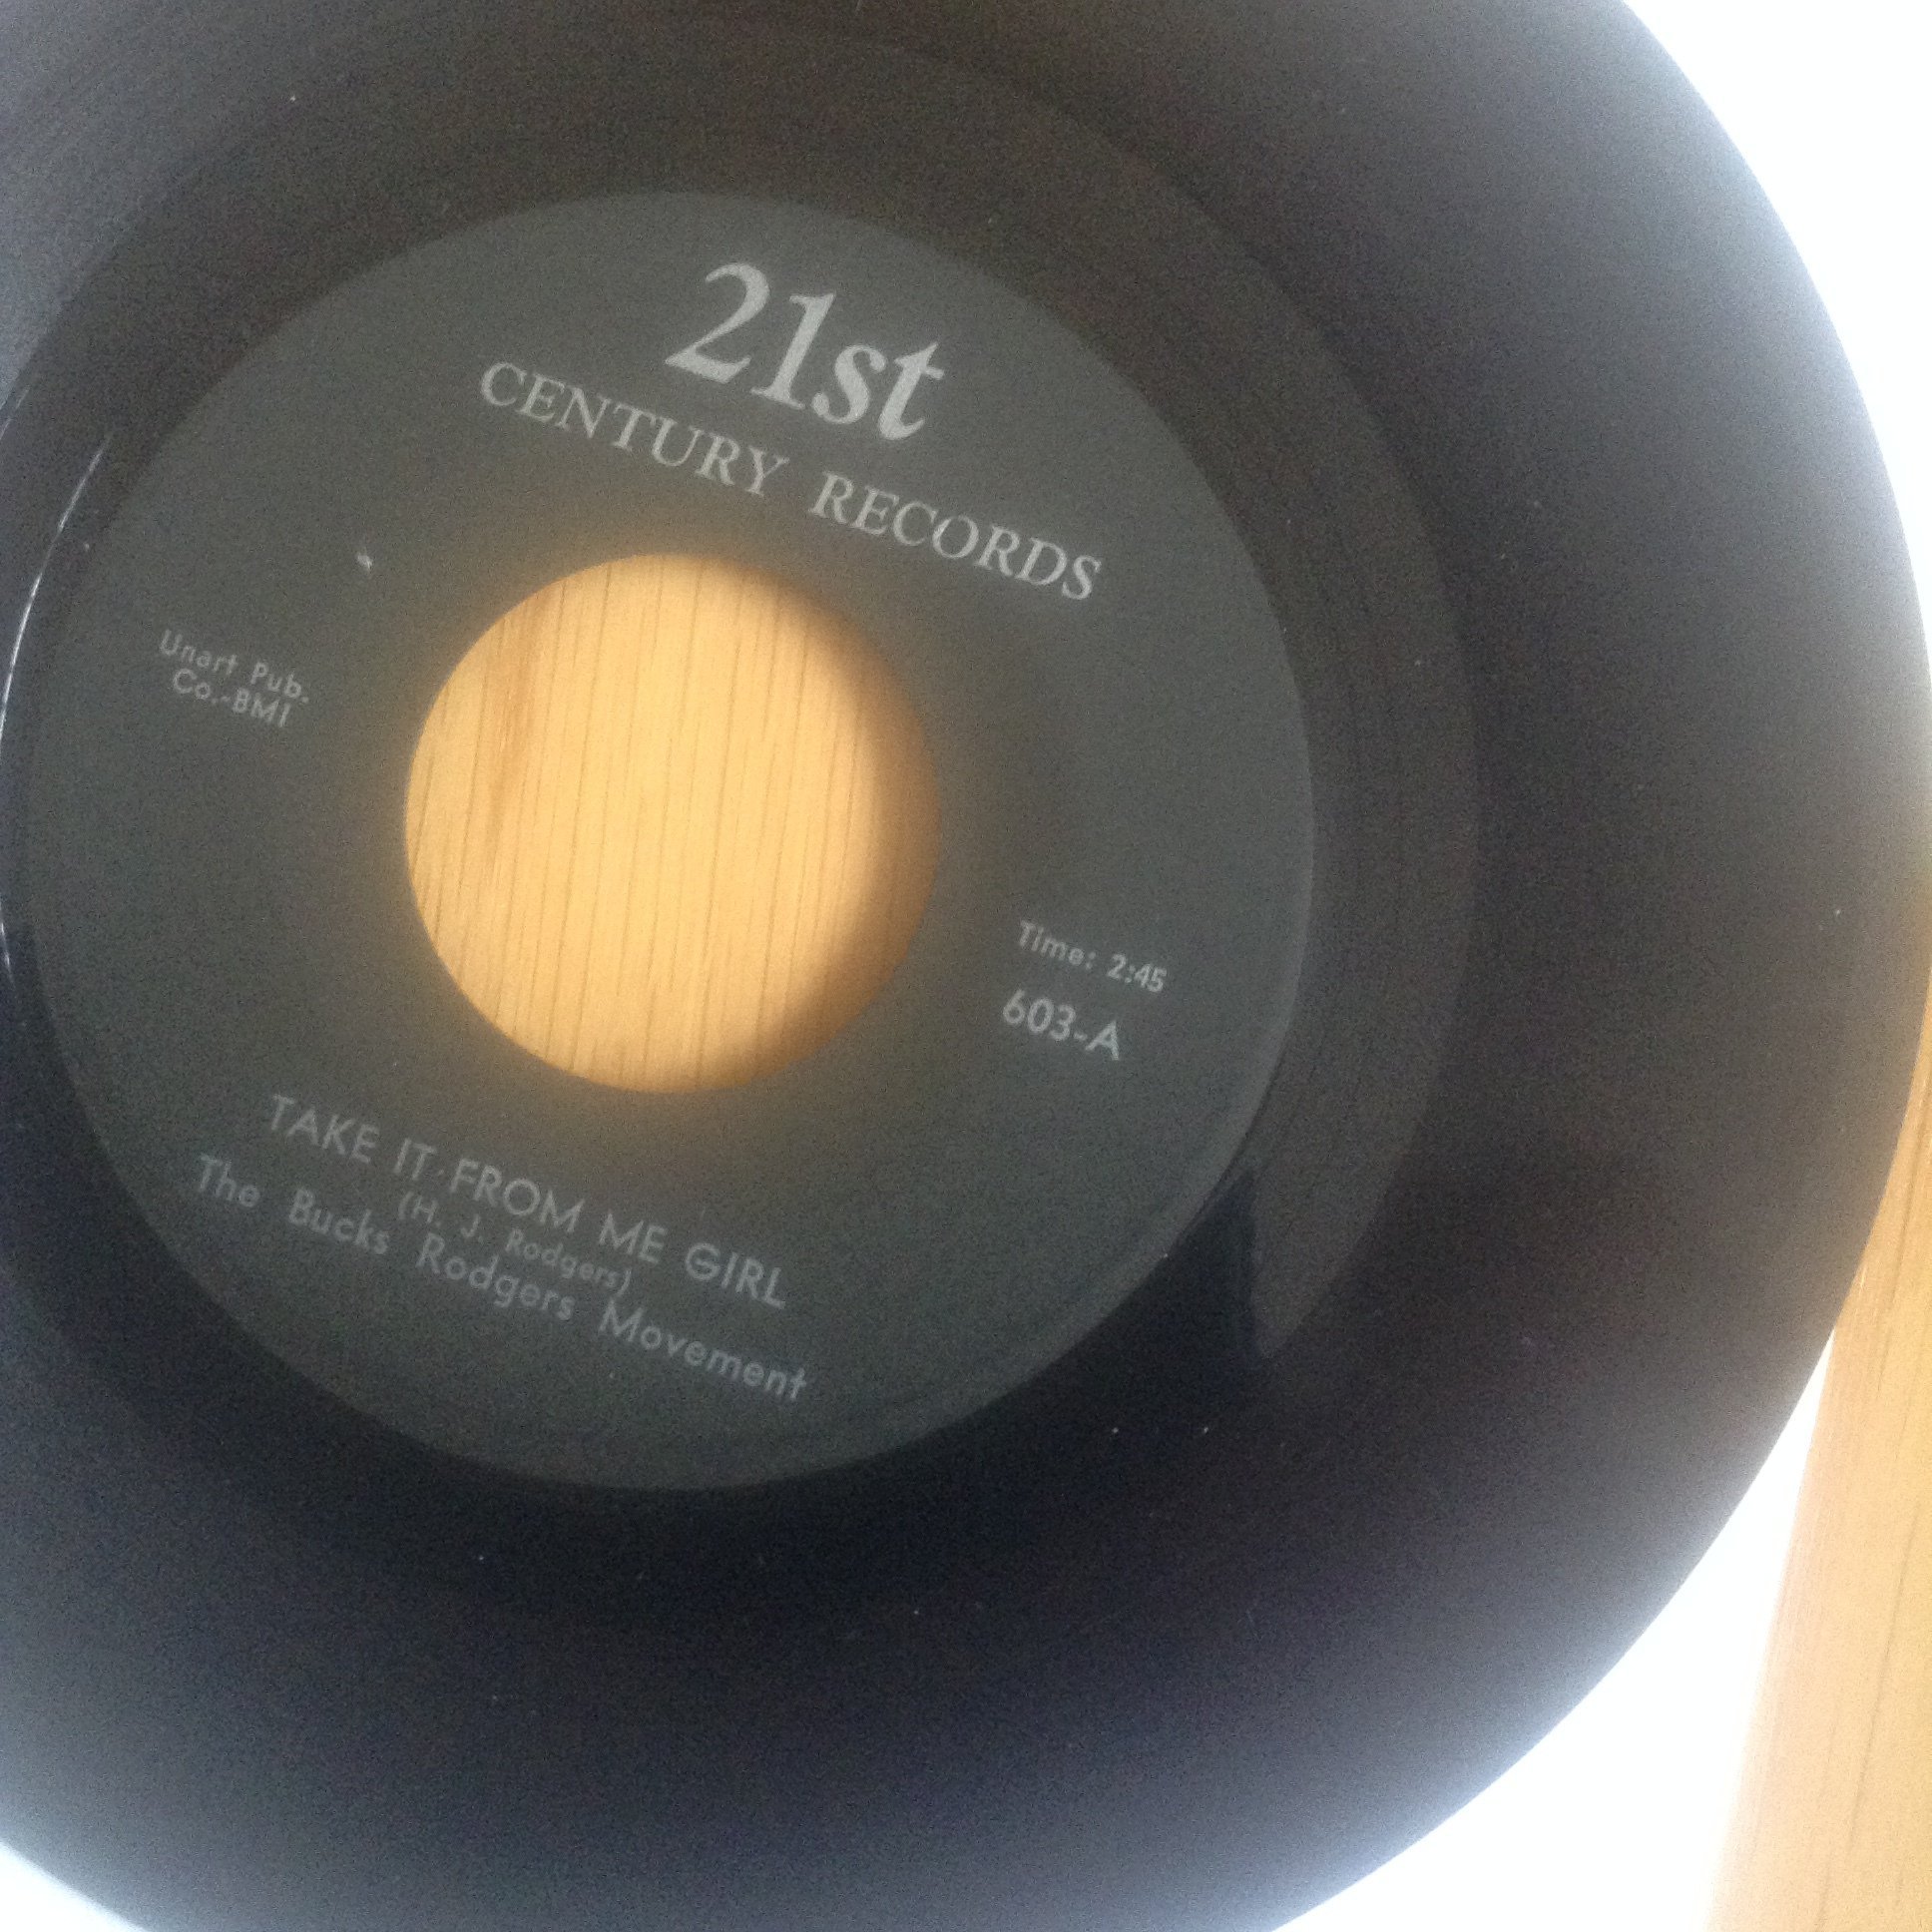 21st
CENTURY RECORDS
Unart Pub.
Co.-BMI
Time: 2:45
603-A
TAKE IT FROM ME GIRL
(H. J. Rodgers)
The Bucks Rodgers Movement